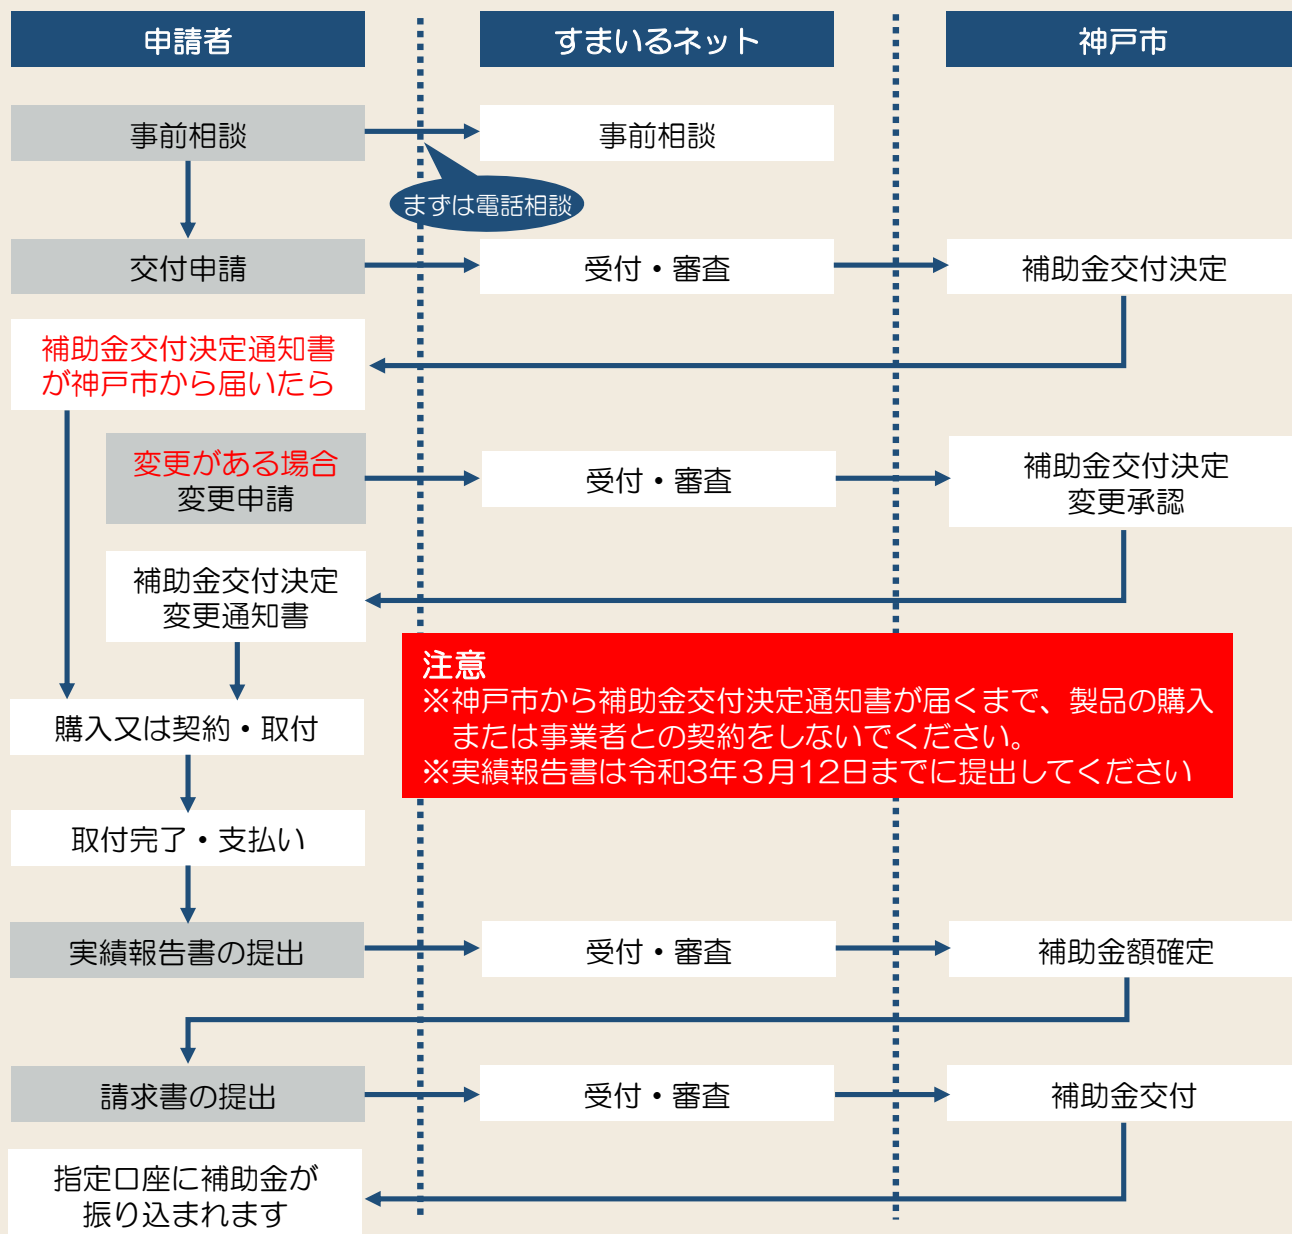 申請者
すまいるネット
神戸市
事前相談
事前相談
まずは電話相談
交付申請
受付・審査
補助金交付決定
補助金交付決定通知書
が神戸市から届いたら
変更がある場合
変更申請
受付・審査
補助金交付決定
変更承認
補助金交付決定
変更通知書
注意
※神戸市から補助金交付決定通知書が届くまで、製品の購入
または事業者との契約をしないでください。
※実績報告書は令和3年３月12日までに提出してください
購入又は契約・取付
取付完了・支払い
実績報告書の提出
受付・審査
補助金額確定
請求書の提出
受付・審査
補助金交付
指定口座に補助金が
振り込まれます